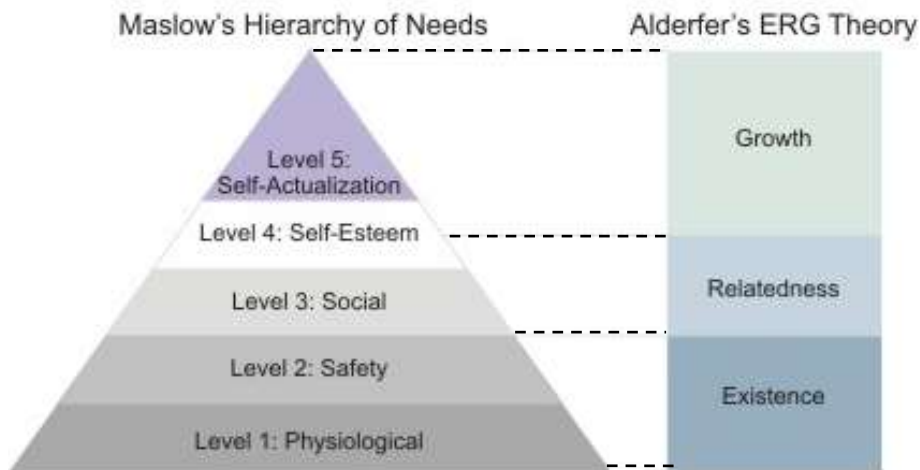 Maslow's Hierarchy of Needs
Alderfer's ERG Theory
Level 5:
Self-Actualization
Level 4: Self-Esteem
Level 3: Social
Level 2: Safety
Level 1: Physiological
Growth
Relatedness
Existence